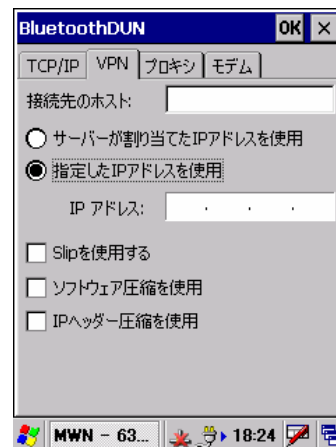 BluetoothDUN OK ×
TCP/IP VPN プロキシ モデム
接続先のホスト:
サーバーが割り当てたIPアドレスを使用
指定したIPアドレスを使用
IP アドレス: . . .
Slipを使用する
ソフトウェア圧縮を使用
IPヘッダー圧縮を使用
MWN - 63... 18:24